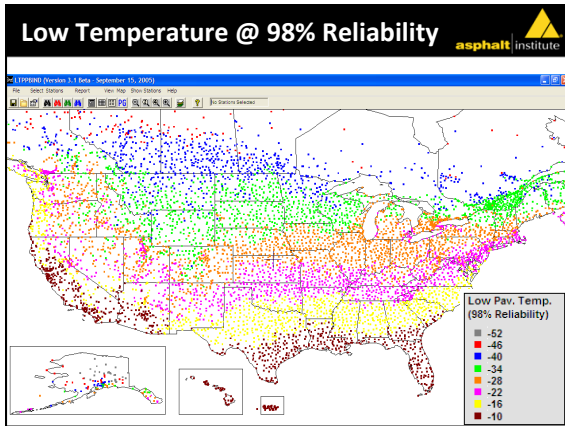 Low Temperature @ 98% Reliability
asphalt institute
LTPPBIND (Version 3.1 Beta - September 15, 2005)
File Select Stations Report View Map Show Stations Help
PG No Stations Selected
Low Pav. Temp.
(98% Reliability)
-52
-46
-40
-34
-28
-22
-16
-10